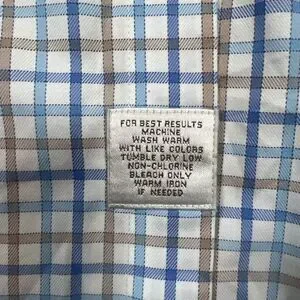 FOR BEST RESULTS
MACHINE
WASH WARM
WITH LIKE COLORS
TUMBLE DRY LOW
NON-CHLORINE
BLEACH ONLY
WARM IRON
IF NEEDED